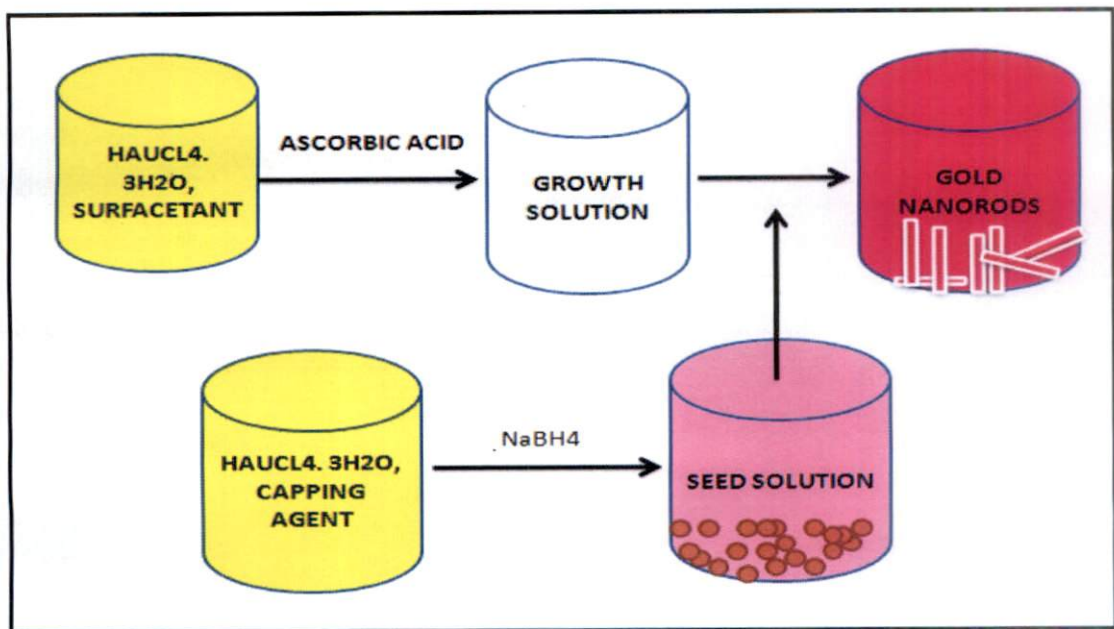 HAUCL4.
3H2O,
SURFACETANT
ASCORBIC ACID
GROWTH
SOLUTION
GOLD
NANORODS
HAUCL4. 3H2O,
CAPPING
AGENT
.NaBH4
SEED SOLUTION